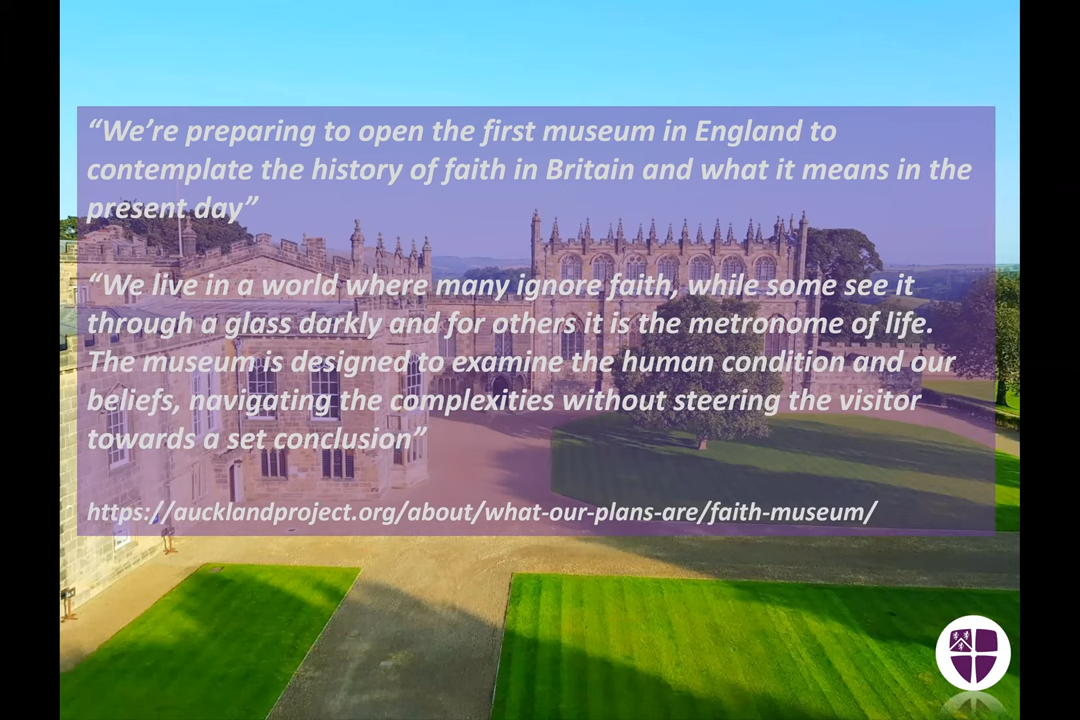 “We’re preparing to open the first museum in England to
contemplate the history of faith in Britain and what it means in the
present day”
“We live in a world where many ignore faith, while some see it
through a glass darkly and for others it is the metronome of life.
The museum is designed to examine the human condition and our
beliefs, navigating the complexities without steering the visitor
towards a set conclusion”
https://aucklandproject.org/about/what-our-plans-are/faith-museum/